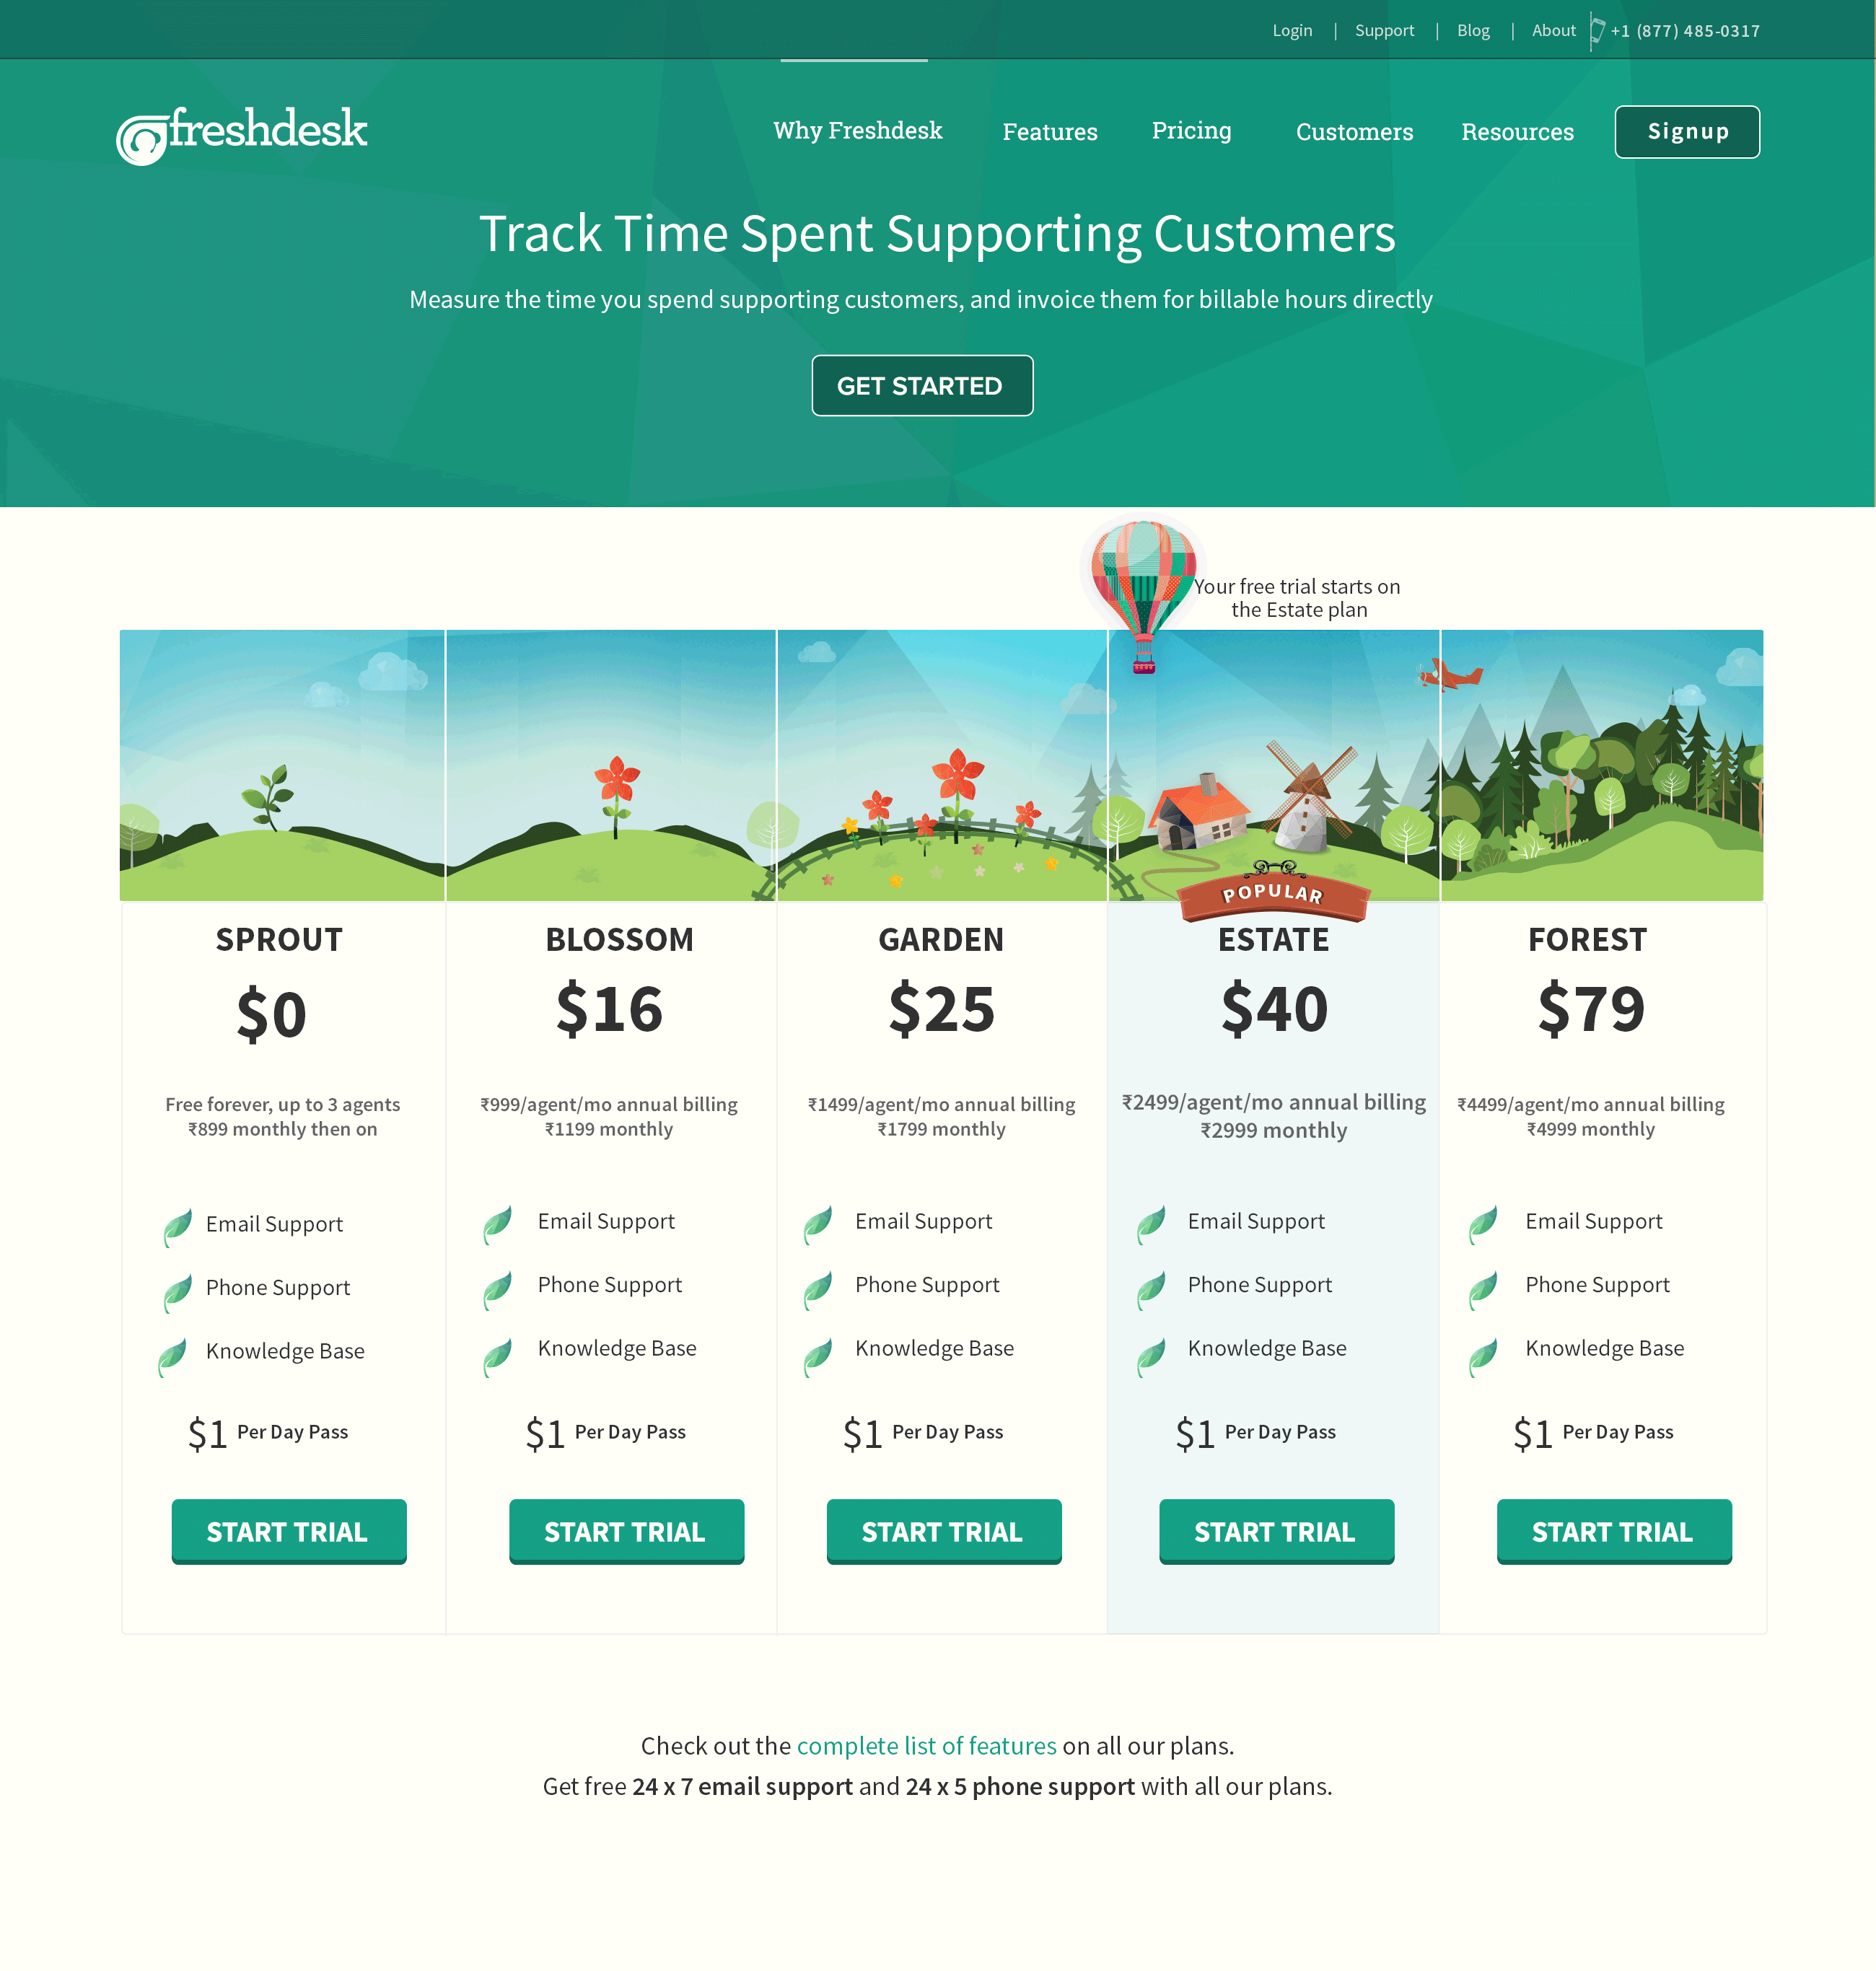 Login | Support | Blog | About +1 (877) 485-0317
freshdesk
Why Freshdesk Features Pricing Customers Resources Signup
Track Time Spent Supporting Customers
Measure the time you spend supporting customers, and invoice them for billable hours directly
GET STARTED
Your free trial starts on
the Estate plan
POPULAR
SPROUT
$0
Free forever, up to 3 agents
₹899 monthly then on
Email Support
Phone Support
Knowledge Base
$1 Per Day Pass
START TRIAL
BLOSSOM
$16
₹999/agent/mo annual billing
₹1199 monthly
Email Support
Phone Support
Knowledge Base
$1 Per Day Pass
START TRIAL
GARDEN
$25
₹1499/agent/mo annual billing
₹1799 monthly
Email Support
Phone Support
Knowledge Base
$1 Per Day Pass
START TRIAL
ESTATE
$40
₹2499/agent/mo annual billing
₹2999 monthly
Email Support
Phone Support
Knowledge Base
$1 Per Day Pass
START TRIAL
FOREST
$79
₹4499/agent/mo annual billing
₹4999 monthly
Email Support
Phone Support
Knowledge Base
$1 Per Day Pass
START TRIAL
Check out the complete list of features on all our plans.
Get free 24 x 7 email support and 24 x 5 phone support with all our plans.